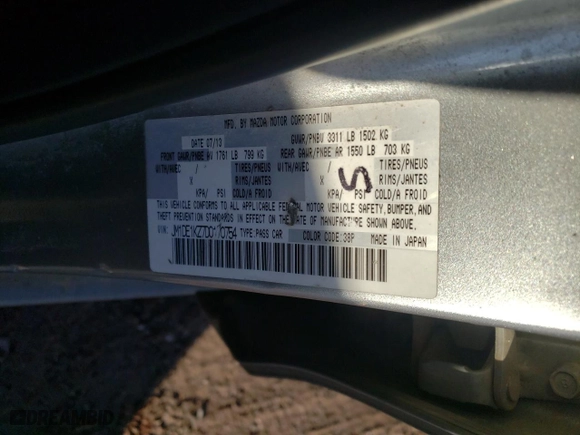 MFG. BY MAZDA MOTOR CORPORATION
DATE 07/13 GVWR/PNBV 3311 LB 1502 KG
FRONT GAWR/PNBE AV 1761 LB 799 KG REAR GAWR/PNBE AR 1550 LB 703 KG
WITH/AVEC / TIRES/PNEUS WITH/AVEC / TIRES/PNEUS
X RIMS/JANTES X RIMS/JANTES
KPA/ PSI COLD/A FROID KPA/ PSI COLD/A FROID
S
THIS VEHICLE CONFORMS TO ALL APPLICABLE FEDERAL MOTOR VEHICLE SAFETY, BUMPER, AND
THEFT PREVENTION STANDARDS IN EFFECT ON THE DATE OF MANUFACTURE SHOWN ABOVE.
VIN: TYPE PASS CAR
COLOR CODE: 38P MADE IN JAPAN
DREAMBID